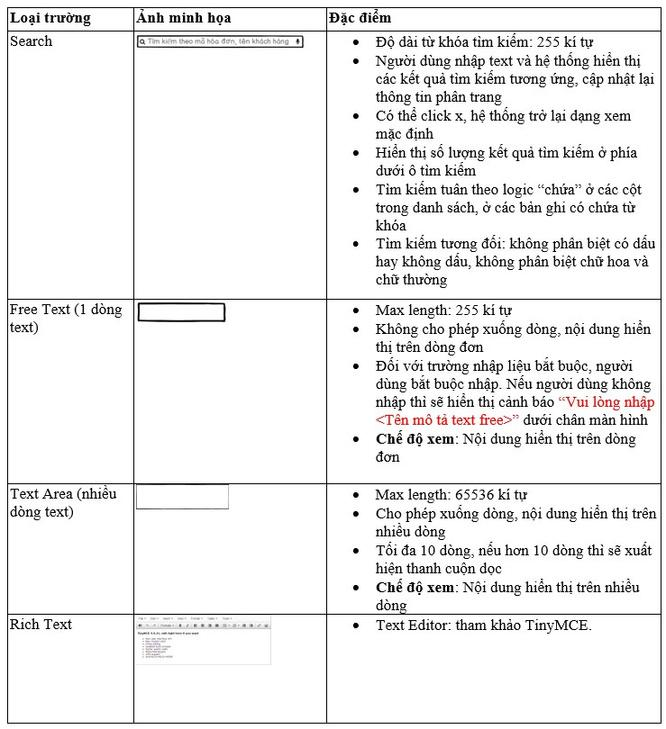 Loại trường
Ảnh minh họa
Đặc điểm
Search
Tìm kiếm theo mã hóa đơn, tên khách hàng
Độ dài từ khóa tìm kiếm: 255 kí tự
Người dùng nhập text và hệ thống hiển thị
các kết quả tìm kiếm tương ứng, cập nhật lại
thông tin phân trang
Có thể click x, hệ thống trở lại dạng xem
mặc định
Hiển thị số lượng kết quả tìm kiếm ở phía
dưới ô tìm kiếm
Tìm kiếm tuân theo logic “chứa” ở các cột
trong danh sách, ở các bản ghi có chứa từ
khóa
Tìm kiếm tương đối: không phân biệt có dấu
hay không dấu, không phân biệt chữ hoa và
chữ thường
Free Text (1 dòng
text)
Max length: 255 kí tự
Không cho phép xuống dòng, nội dung hiển
thị trên dòng đơn
Đối với trường nhập liệu bắt buộc, người
dùng bắt buộc nhập. Nếu người dùng không
nhập thì sẽ hiển thị cảnh báo “Vui lòng nhập
<Tên mô tả text free>” dưới chân màn hình
Chế độ xem: Nội dung hiển thị trên dòng
đơn
Text Area (nhiều
dòng text)
Max length: 65536 kí tự
Cho phép xuống dòng, nội dung hiển thị trên
nhiều dòng
Tối đa 10 dòng, nếu hơn 10 dòng thì sẽ xuất
hiện thanh cuộn dọc
Chế độ xem: Nội dung hiển thị trên nhiều
dòng
Rich Text
Text Editor: tham khảo TinyMCE.